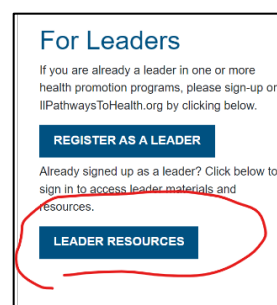 For Leaders
If you are already a leader in one or more
health promotion programs, please sign-up on
IlPathwaysToHealth.org by clicking below.
REGISTER AS A LEADER
Already signed up as a leader? Click below to
sign in to access leader materials and
resources.
LEADER RESOURCES